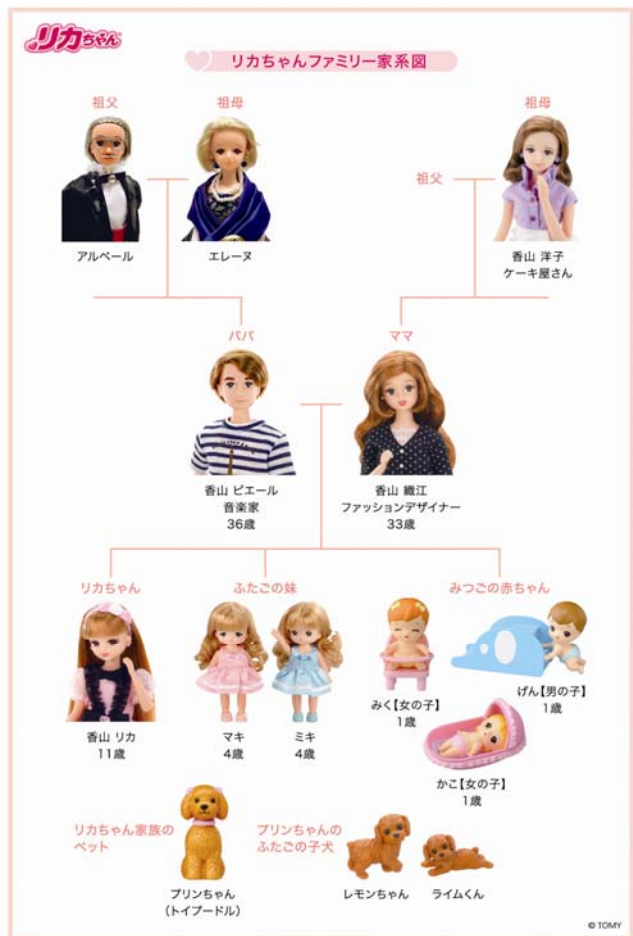 リカちゃん
リカちゃんファミリー家系図
祖父
祖母
祖母
祖父
アルベール
エレーヌ
香山 洋子
ケーキ屋さん
パパ
ママ
香山 ピエール
音楽家
36歳
香山 織江
ファッションデザイナー
33歳
リカちゃん
ふたごの妹
みつごの赤ちゃん
香山 リカ
11歳
マキ
4歳
ミキ
4歳
みく【女の子】
1歳
げん【男の子】
1歳
かこ【女の子】
1歳
リカちゃん家族の
ペット
プリンちゃん
(トイプードル)
プリンちゃんの
ふたごの子犬
レモンちゃん
ライムくん
© TOMY